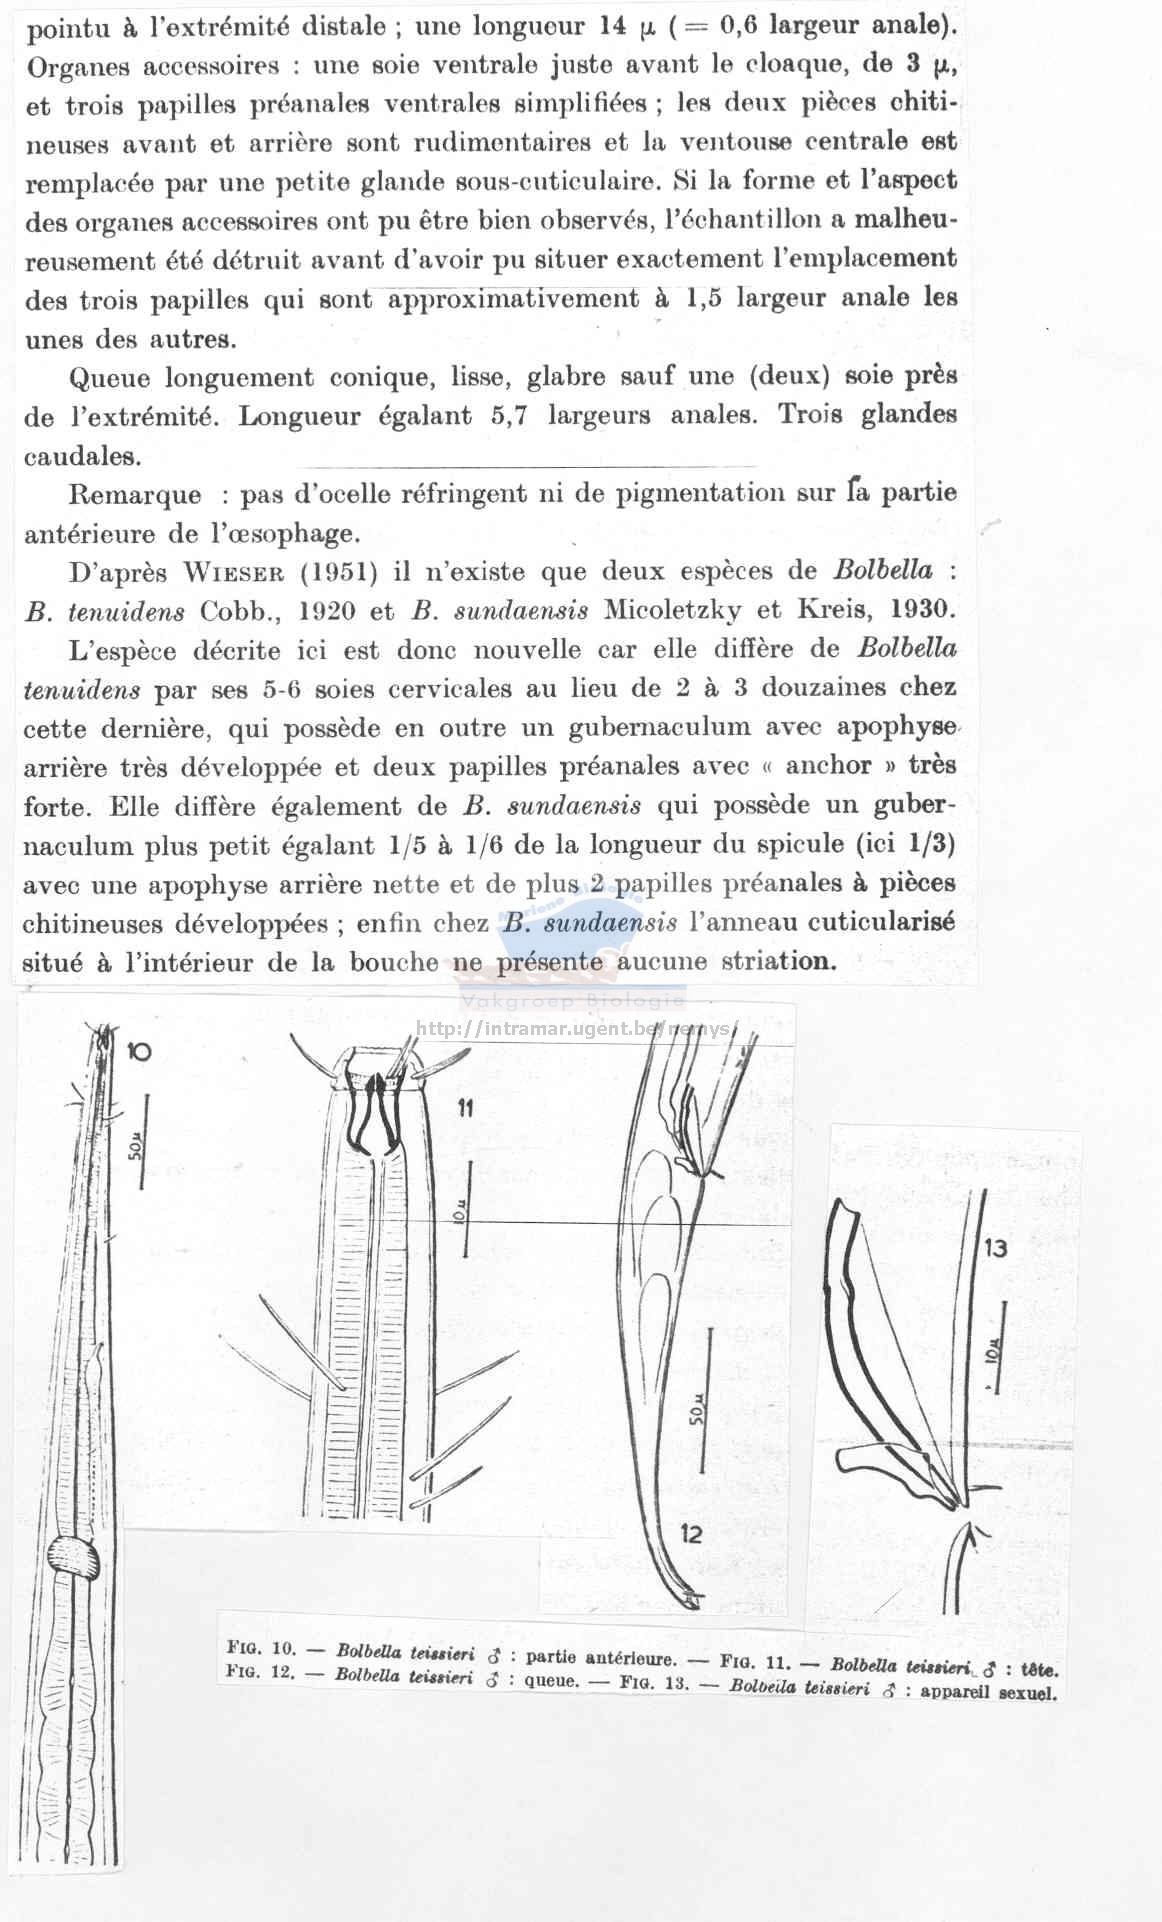 pointu à l'extrémité distale ; une longueur 14 μ (= 0,6 largeur anale).
Organes accessoires : une soie ventrale juste avant le cloaque, de 3 μ,
et trois papilles préanales ventrales simplifiées ; les deux pièces chiti-
neuses avant et arrière sont rudimentaires et la ventouse centrale est
remplacée par une petite glande sous-cuticulaire. Si la forme et l'aspect
des organes accessoires ont pu être bien observés, l'échantillon a malheu-
reusement été détruit avant d'avoir pu situer exactement l'emplacement
des trois papilles qui sont approximativement à 1,5 largeur anale les
unes des autres.
Queue longuement conique, lisse, glabre sauf une (deux) soie près
de l'extrémité. Longueur égalant 5,7 largeurs anales. Trois glandes
caudales.
Remarque : pas d'ocelle réfringent ni de pigmentation sur la partie
antérieure de l'œsophage.
D'après WIESER (1951) il n'existe que deux espèces de Bolbella :
B. tenuidens Cobb., 1920 et B. sundaensis Micoletzky et Kreis, 1930.
L'espèce décrite ici est donc nouvelle car elle diffère de Bolbella
tenuidens par ses 5-6 soies cervicales au lieu de 2 à 3 douzaines chez
cette dernière, qui possède en outre un gubernaculum avec apophyse
arrière très développée et deux papilles préanales avec « anchor » très
forte. Elle diffère également de B. sundaensis qui possède un guber-
naculum plus petit égalant 1/5 à 1/6 de la longueur du spicule (ici 1/3)
avec une apophyse arrière nette et de plus 2 papilles préanales à pièces
chitineuses développées ; enfin chez B. sundaensis l'anneau cuticularisé
situé à l'intérieur de la bouche ne présente aucune striation.
Mariene Biologie
Vakgroep Biologie
http://intramar.ugent.be/nemys/
10
50μ
11
10μ
12
50μ
13
10μ
FIG. 10. — Bolbella teissieri ♂ : partie antérieure. — FIG. 11. — Bolbella teissieri ♂ : tête.
FIG. 12. — Bolbella teissieri ♂ : queue. — FIG. 13. — Bolbella teissieri ♂ : appareil sexuel.